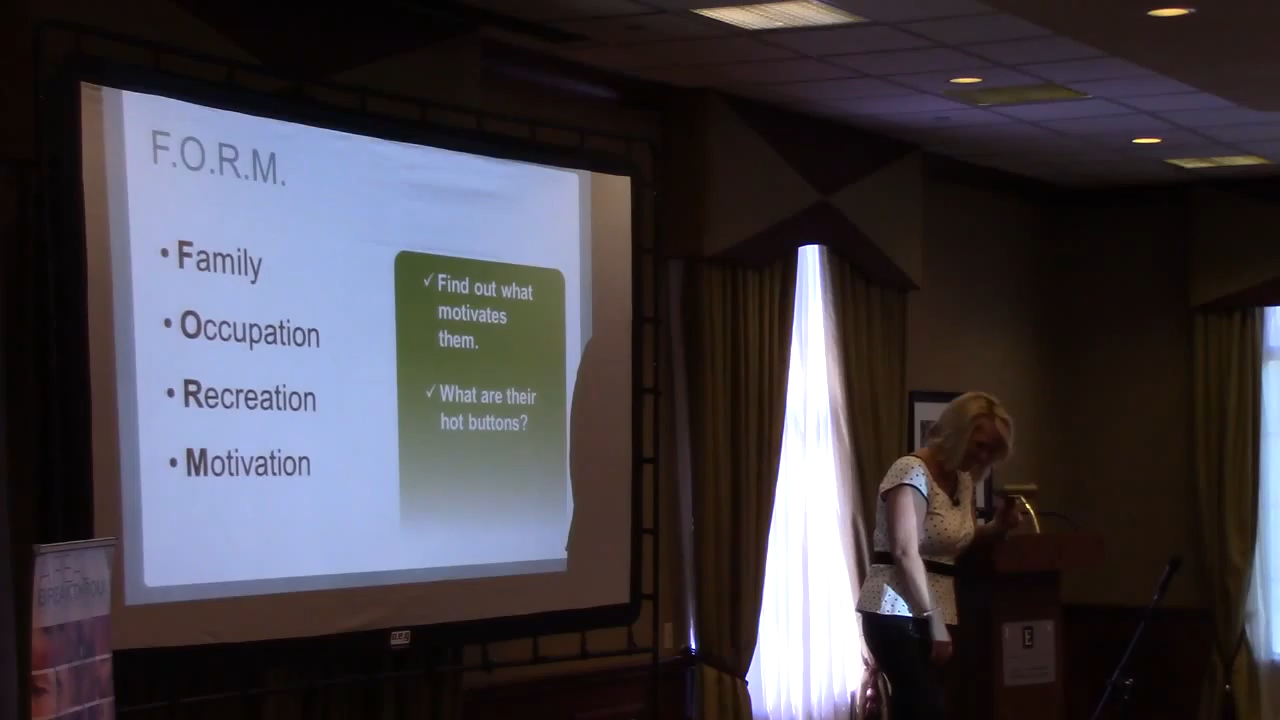 F.O.R.M.
• Family
• Occupation
• Recreation
• Motivation
✓ Find out what
motivates
them.
✓ What are their
hot buttons?
E